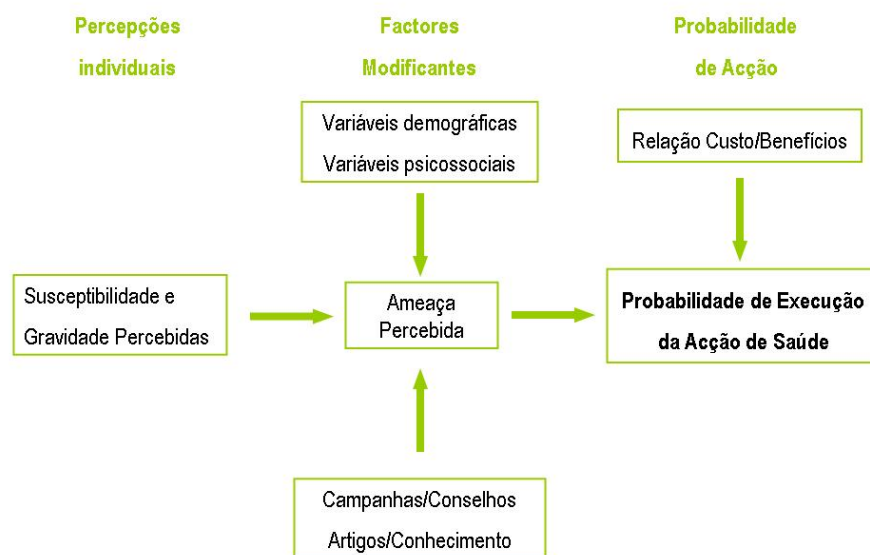 Percepções
individuais
Factores
Modificantes
Probabilidade
de Acção
Variáveis demográficas
Variáveis psicossociais
Relação Custo/Benefícios
Susceptibilidade e
Gravidade Percebidas
Ameaça
Percebida
Probabilidade de Execução
da Acção de Saúde
Campanhas/Conselhos
Artigos/Conhecimento